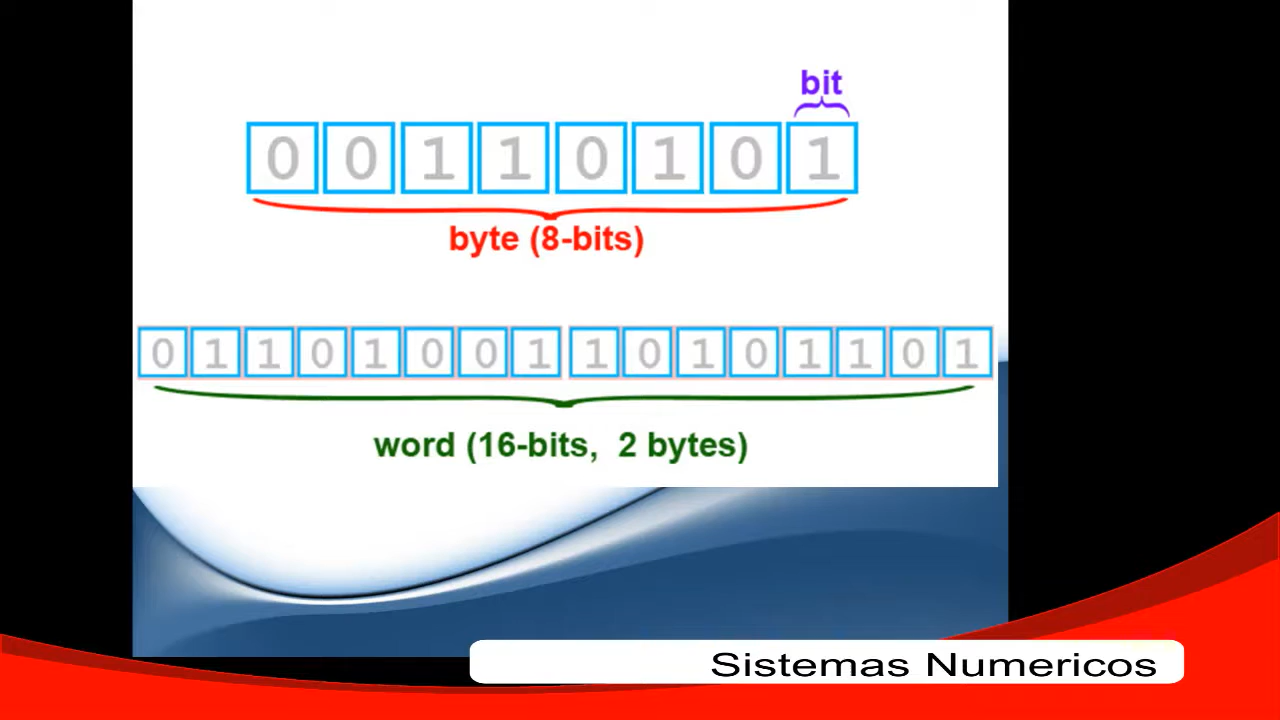 bit
0 0 1 1 0 1 0 1
byte (8-bits)
0 1 1 0 1 0 0 1 1 0 1 0 1 1 0 1
word (16-bits, 2 bytes)
Sistemas Numericos